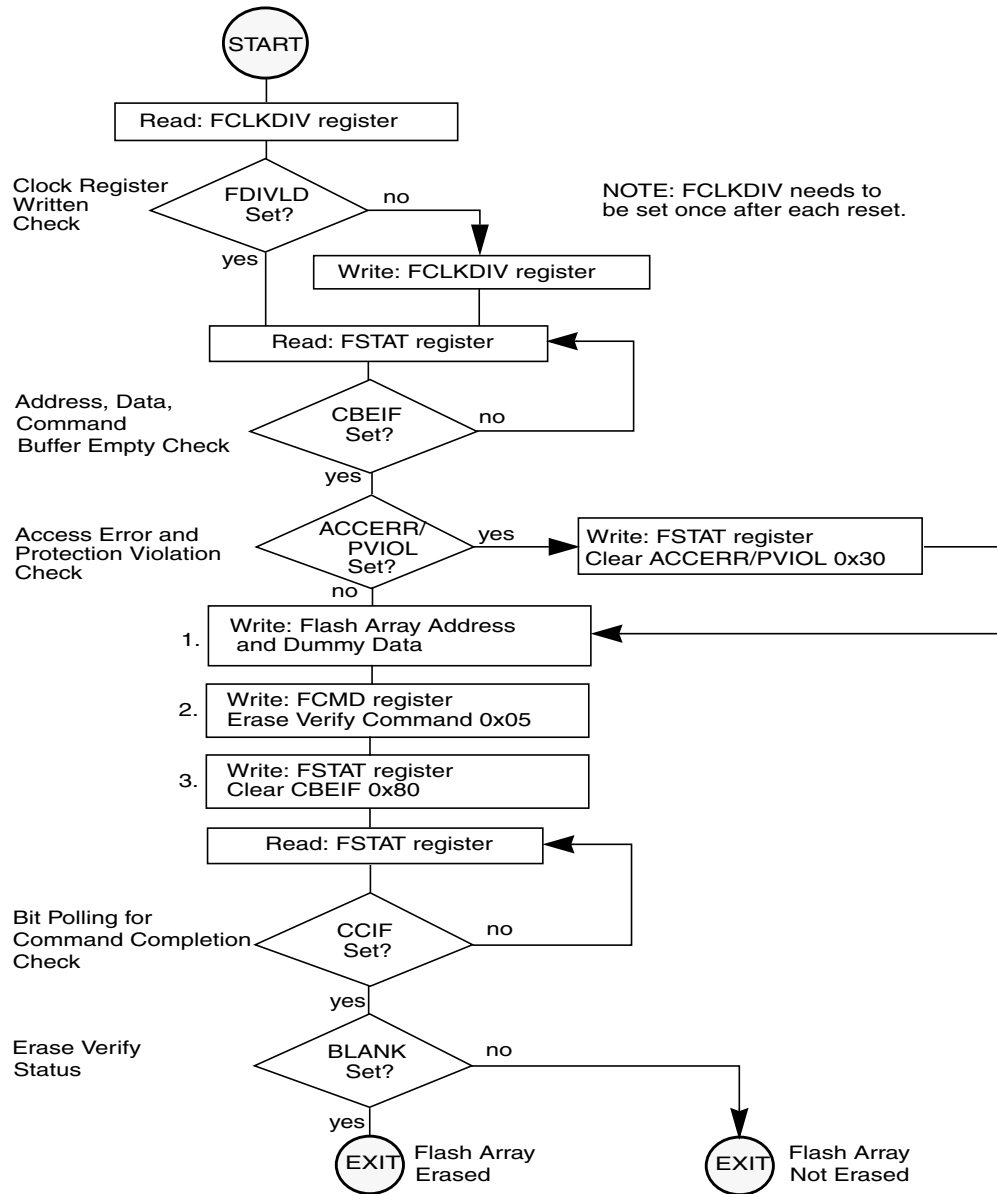 START
Read: FCLKDIV register
Clock Register
Written
Check
FDIVLD
Set?
no
yes
NOTE: FCLKDIV needs to
be set once after each reset.
Write: FCLKDIV register
Read: FSTAT register
Address, Data,
Command
Buffer Empty Check
CBEIF
Set?
no
yes
Access Error and
Protection Violation
Check
ACCERR/
PVIOL
Set?
yes
no
Write: FSTAT register
Clear ACCERR/PVIOL 0x30
1.
Write: Flash Array Address
and Dummy Data
2.
Write: FCMD register
Erase Verify Command 0x05
3.
Write: FSTAT register
Clear CBEIF 0x80
Read: FSTAT register
Bit Polling for
Command Completion
Check
CCIF
Set?
no
yes
Erase Verify
Status
BLANK
Set?
no
yes
EXIT
Flash Array
Erased
EXIT
Flash Array
Not Erased